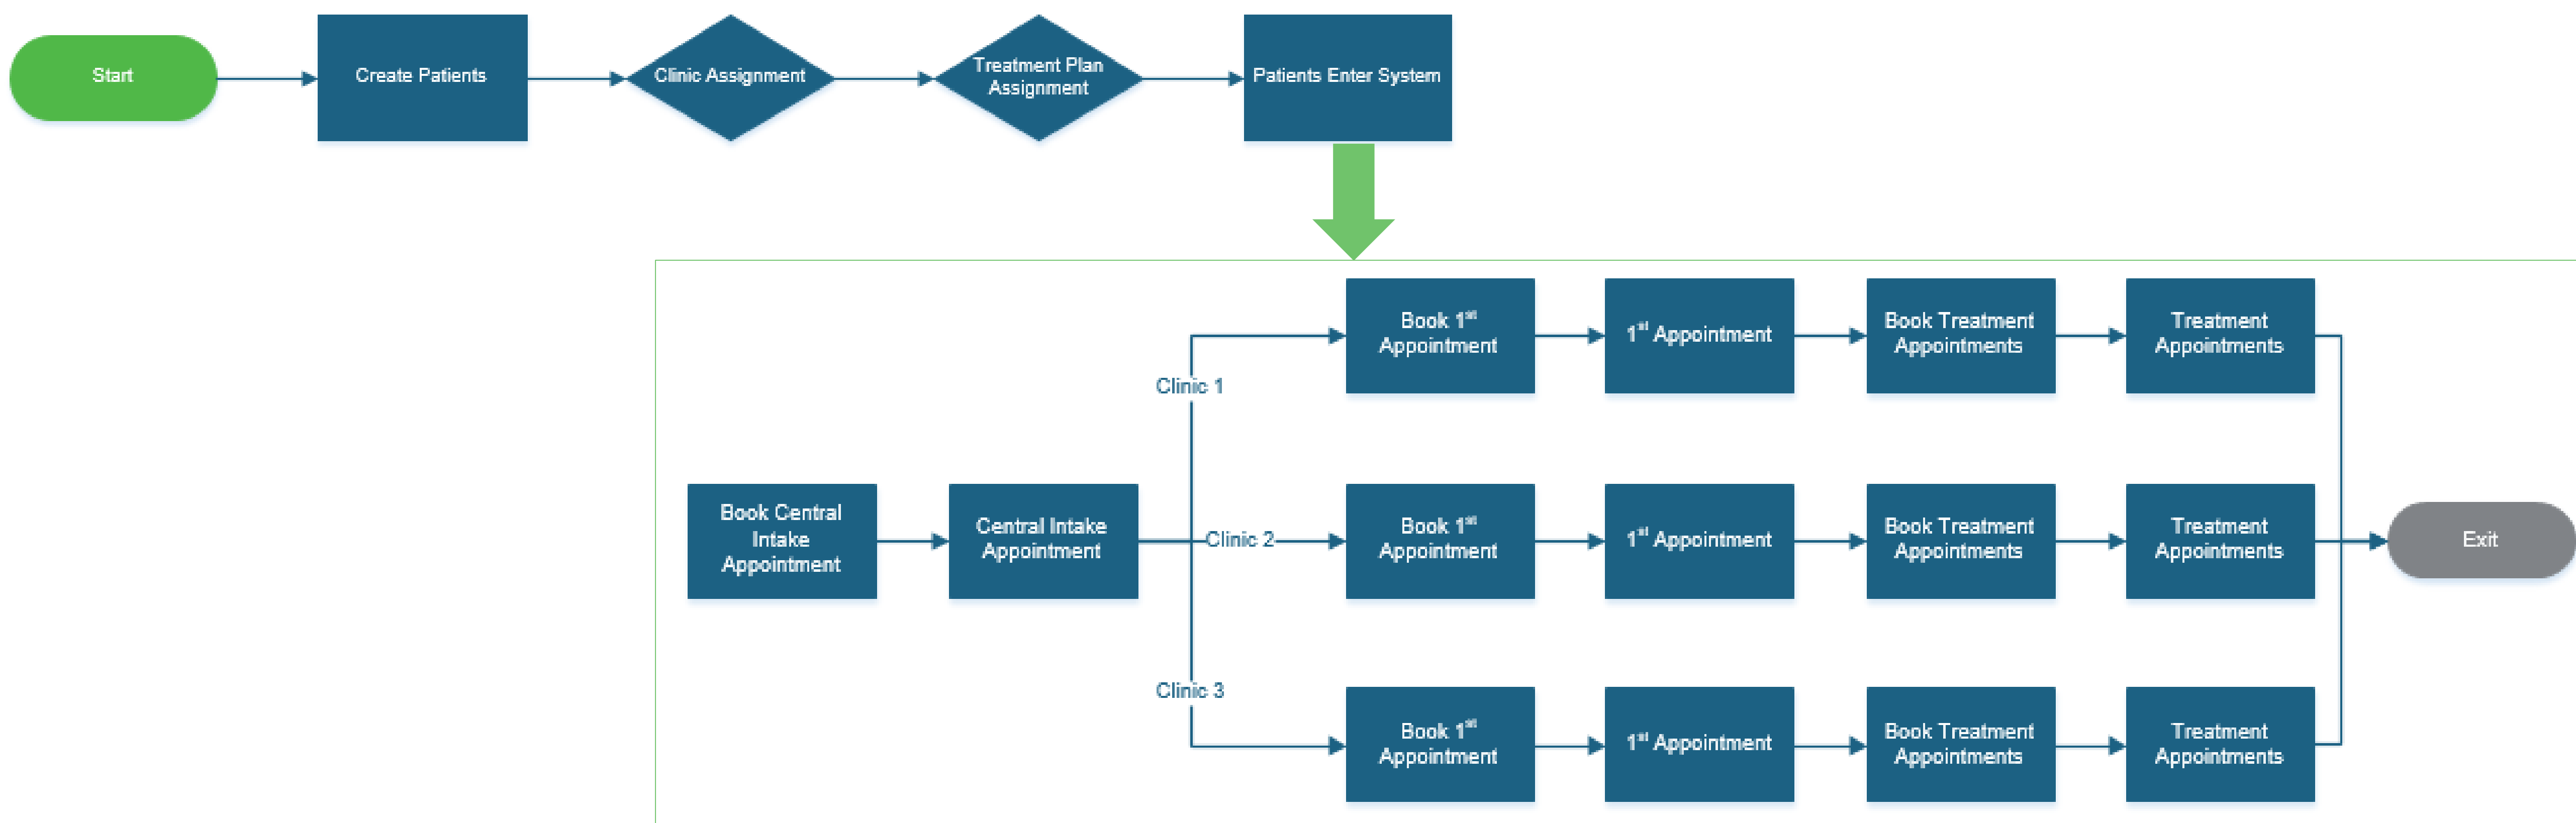 Start
Create Patients
Clinic Assignment
Treatment Plan
Assignment
Patients Enter System
Clinic 1
Book 1st
Appointment
1st Appointment
Book Treatment
Appointments
Treatment
Appointments
Book Central
Intake
Appointment
Central Intake
Appointment
Clinic 2
Book 1st
Appointment
1st Appointment
Book Treatment
Appointments
Treatment
Appointments
Exit
Clinic 3
Book 1st
Appointment
1st Appointment
Book Treatment
Appointments
Treatment
Appointments